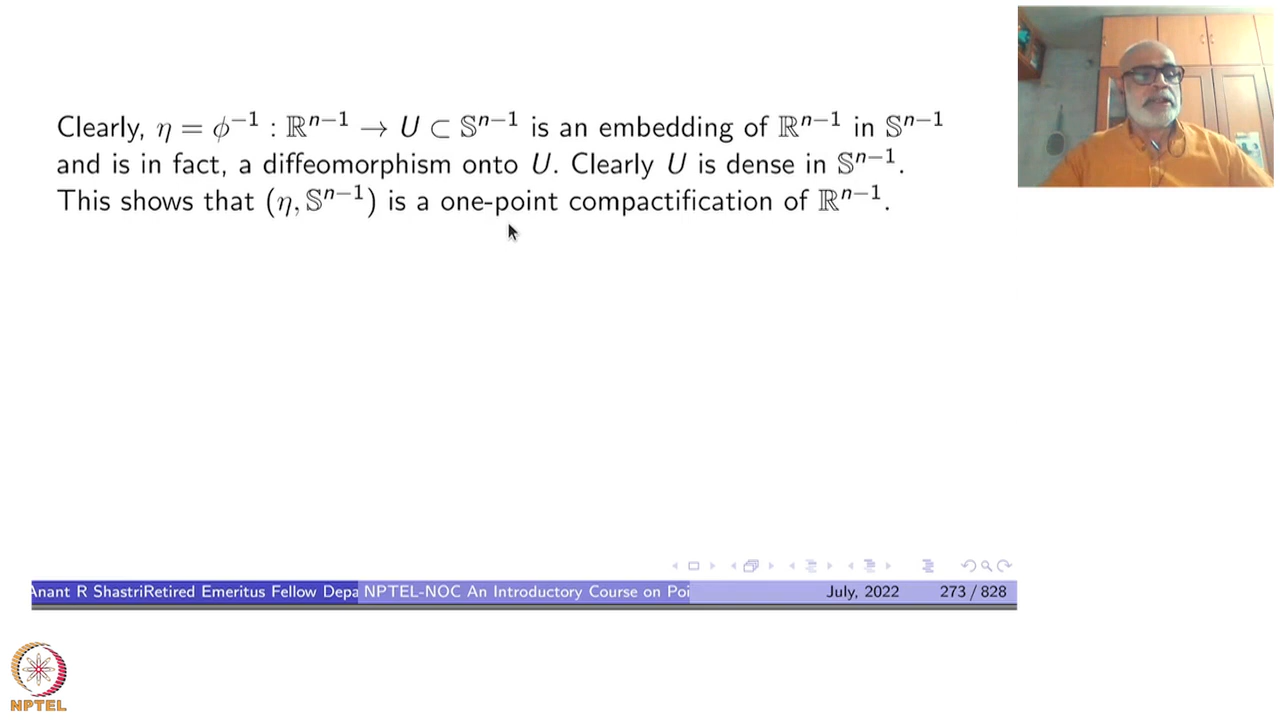 Clearly, η = ϕ⁻¹ : ℝⁿ⁻¹ → U ⊂ 𝕊ⁿ⁻¹ is an embedding of ℝⁿ⁻¹ in 𝕊ⁿ⁻¹
and is in fact, a diffeomorphism onto U. Clearly U is dense in 𝕊ⁿ⁻¹.
This shows that (η, 𝕊ⁿ⁻¹) is a one-point compactification of ℝⁿ⁻¹.
Anant R ShastriRetired Emeritus Fellow Depa NPTEL-NOC An Introductory Course on Poi July, 2022 273 / 828
NPTEL